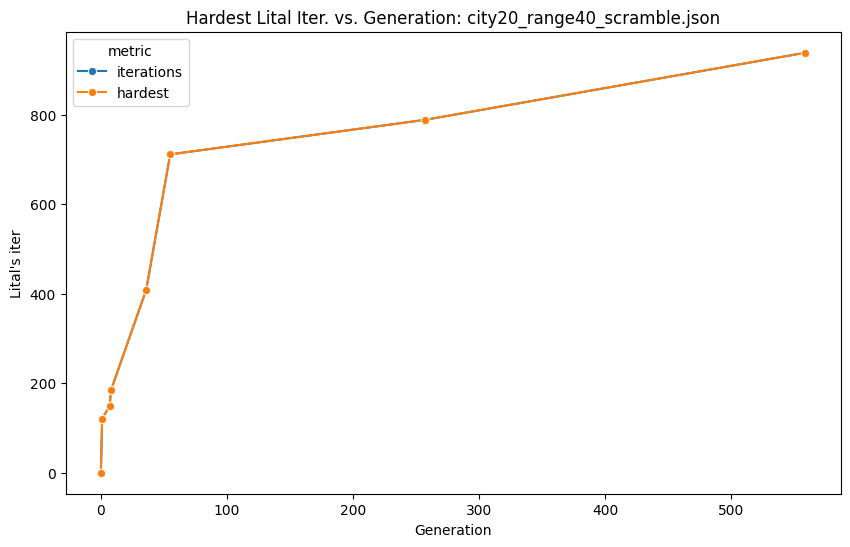 Hardest Lital Iter. vs. Generation: city20_range40_scramble.json
metric
iterations
hardest
800
600
400
200
0
Lital's iter
0 100 200 300 400 500
Generation